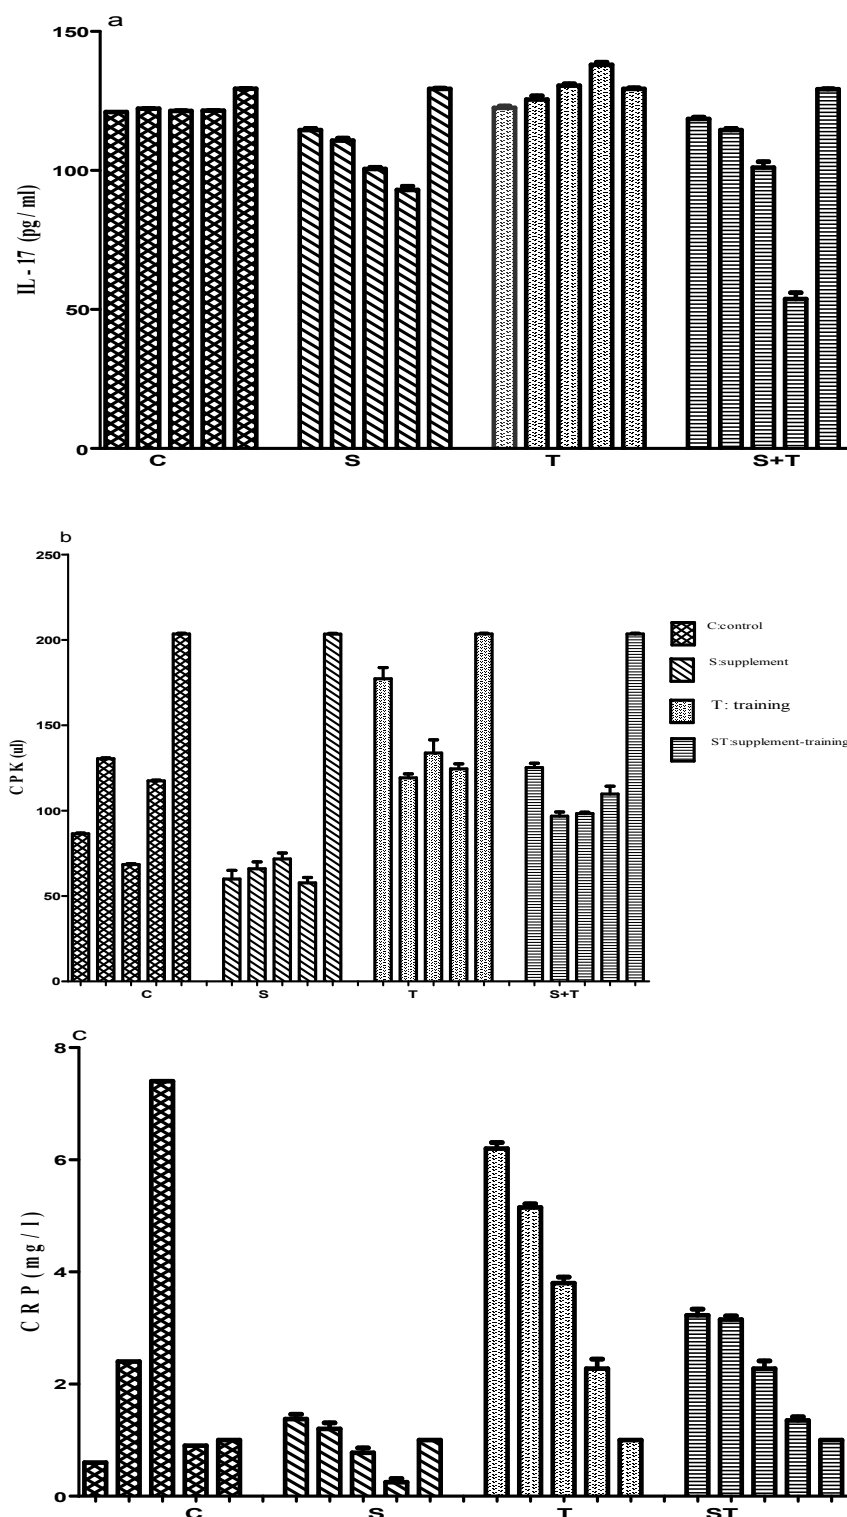 a
150
100
50
0
IL - 17 (pg / ml)
C S T S+T
b
250
200
150
100
50
0
CPK (ul)
C S T S+T
C:control
S:supplement
T: training
ST:supplement-training
c
8
6
4
2
0
CRP (mg / l)
C S T ST